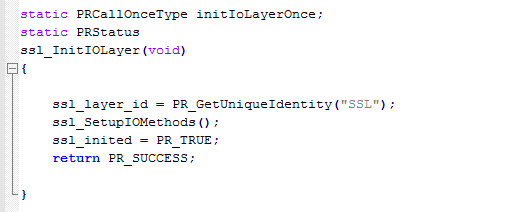 static PRCallOnceType initIoLayerOnce;
static PRStatus
ssl_InitIOLayer(void)
{
ssl_layer_id = PR_GetUniqueIdentity("SSL");
ssl_SetupIOMethods();
ssl_inited = PR_TRUE;
return PR_SUCCESS;
}